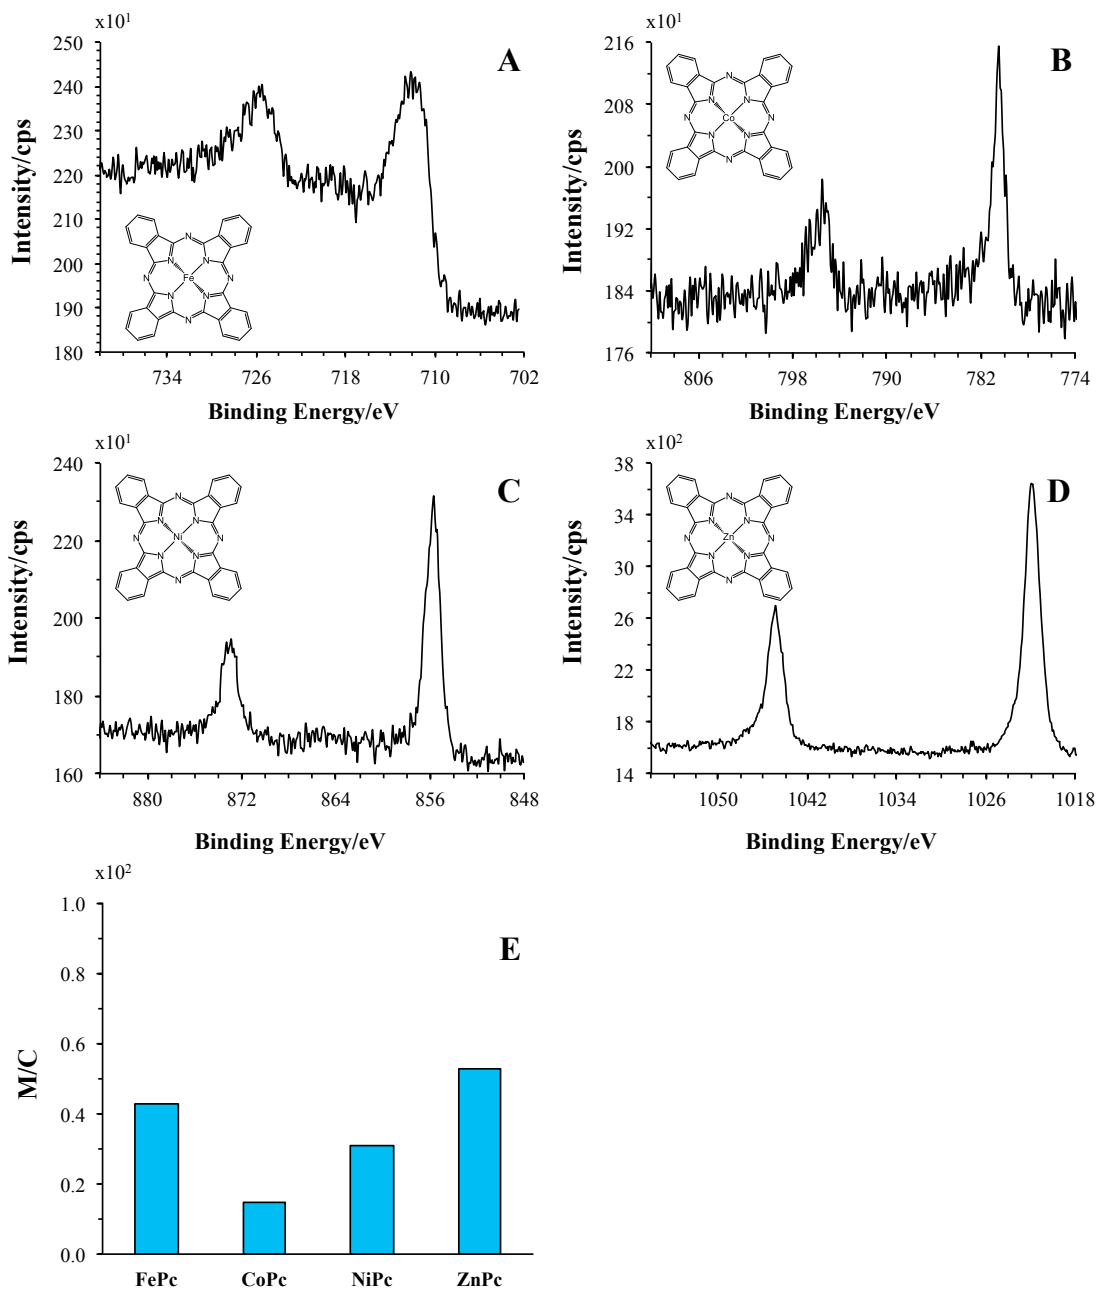 x10¹
A
250
240
230
220
210
200
190
180
Intensity/cps
N
N
N
N
Fe
N
N
N
N
734
726
718
710
702
Binding Energy/eV
x10¹
B
216
208
200
192
184
176
Intensity/cps
N
N
N
N
Co
N
N
N
N
806
798
790
782
774
Binding Energy/eV
x10¹
C
240
220
200
180
160
Intensity/cps
N
N
N
N
Ni
N
N
N
N
880
872
864
856
848
Binding Energy/eV
x10²
D
38
34
30
26
22
18
14
Intensity/cps
N
N
N
N
Zn
N
N
N
N
1050
1042
1034
1026
1018
Binding Energy/eV
x10²
E
1.0
0.8
0.6
0.4
0.2
0.0
M/C
FePc CoPc NiPc ZnPc